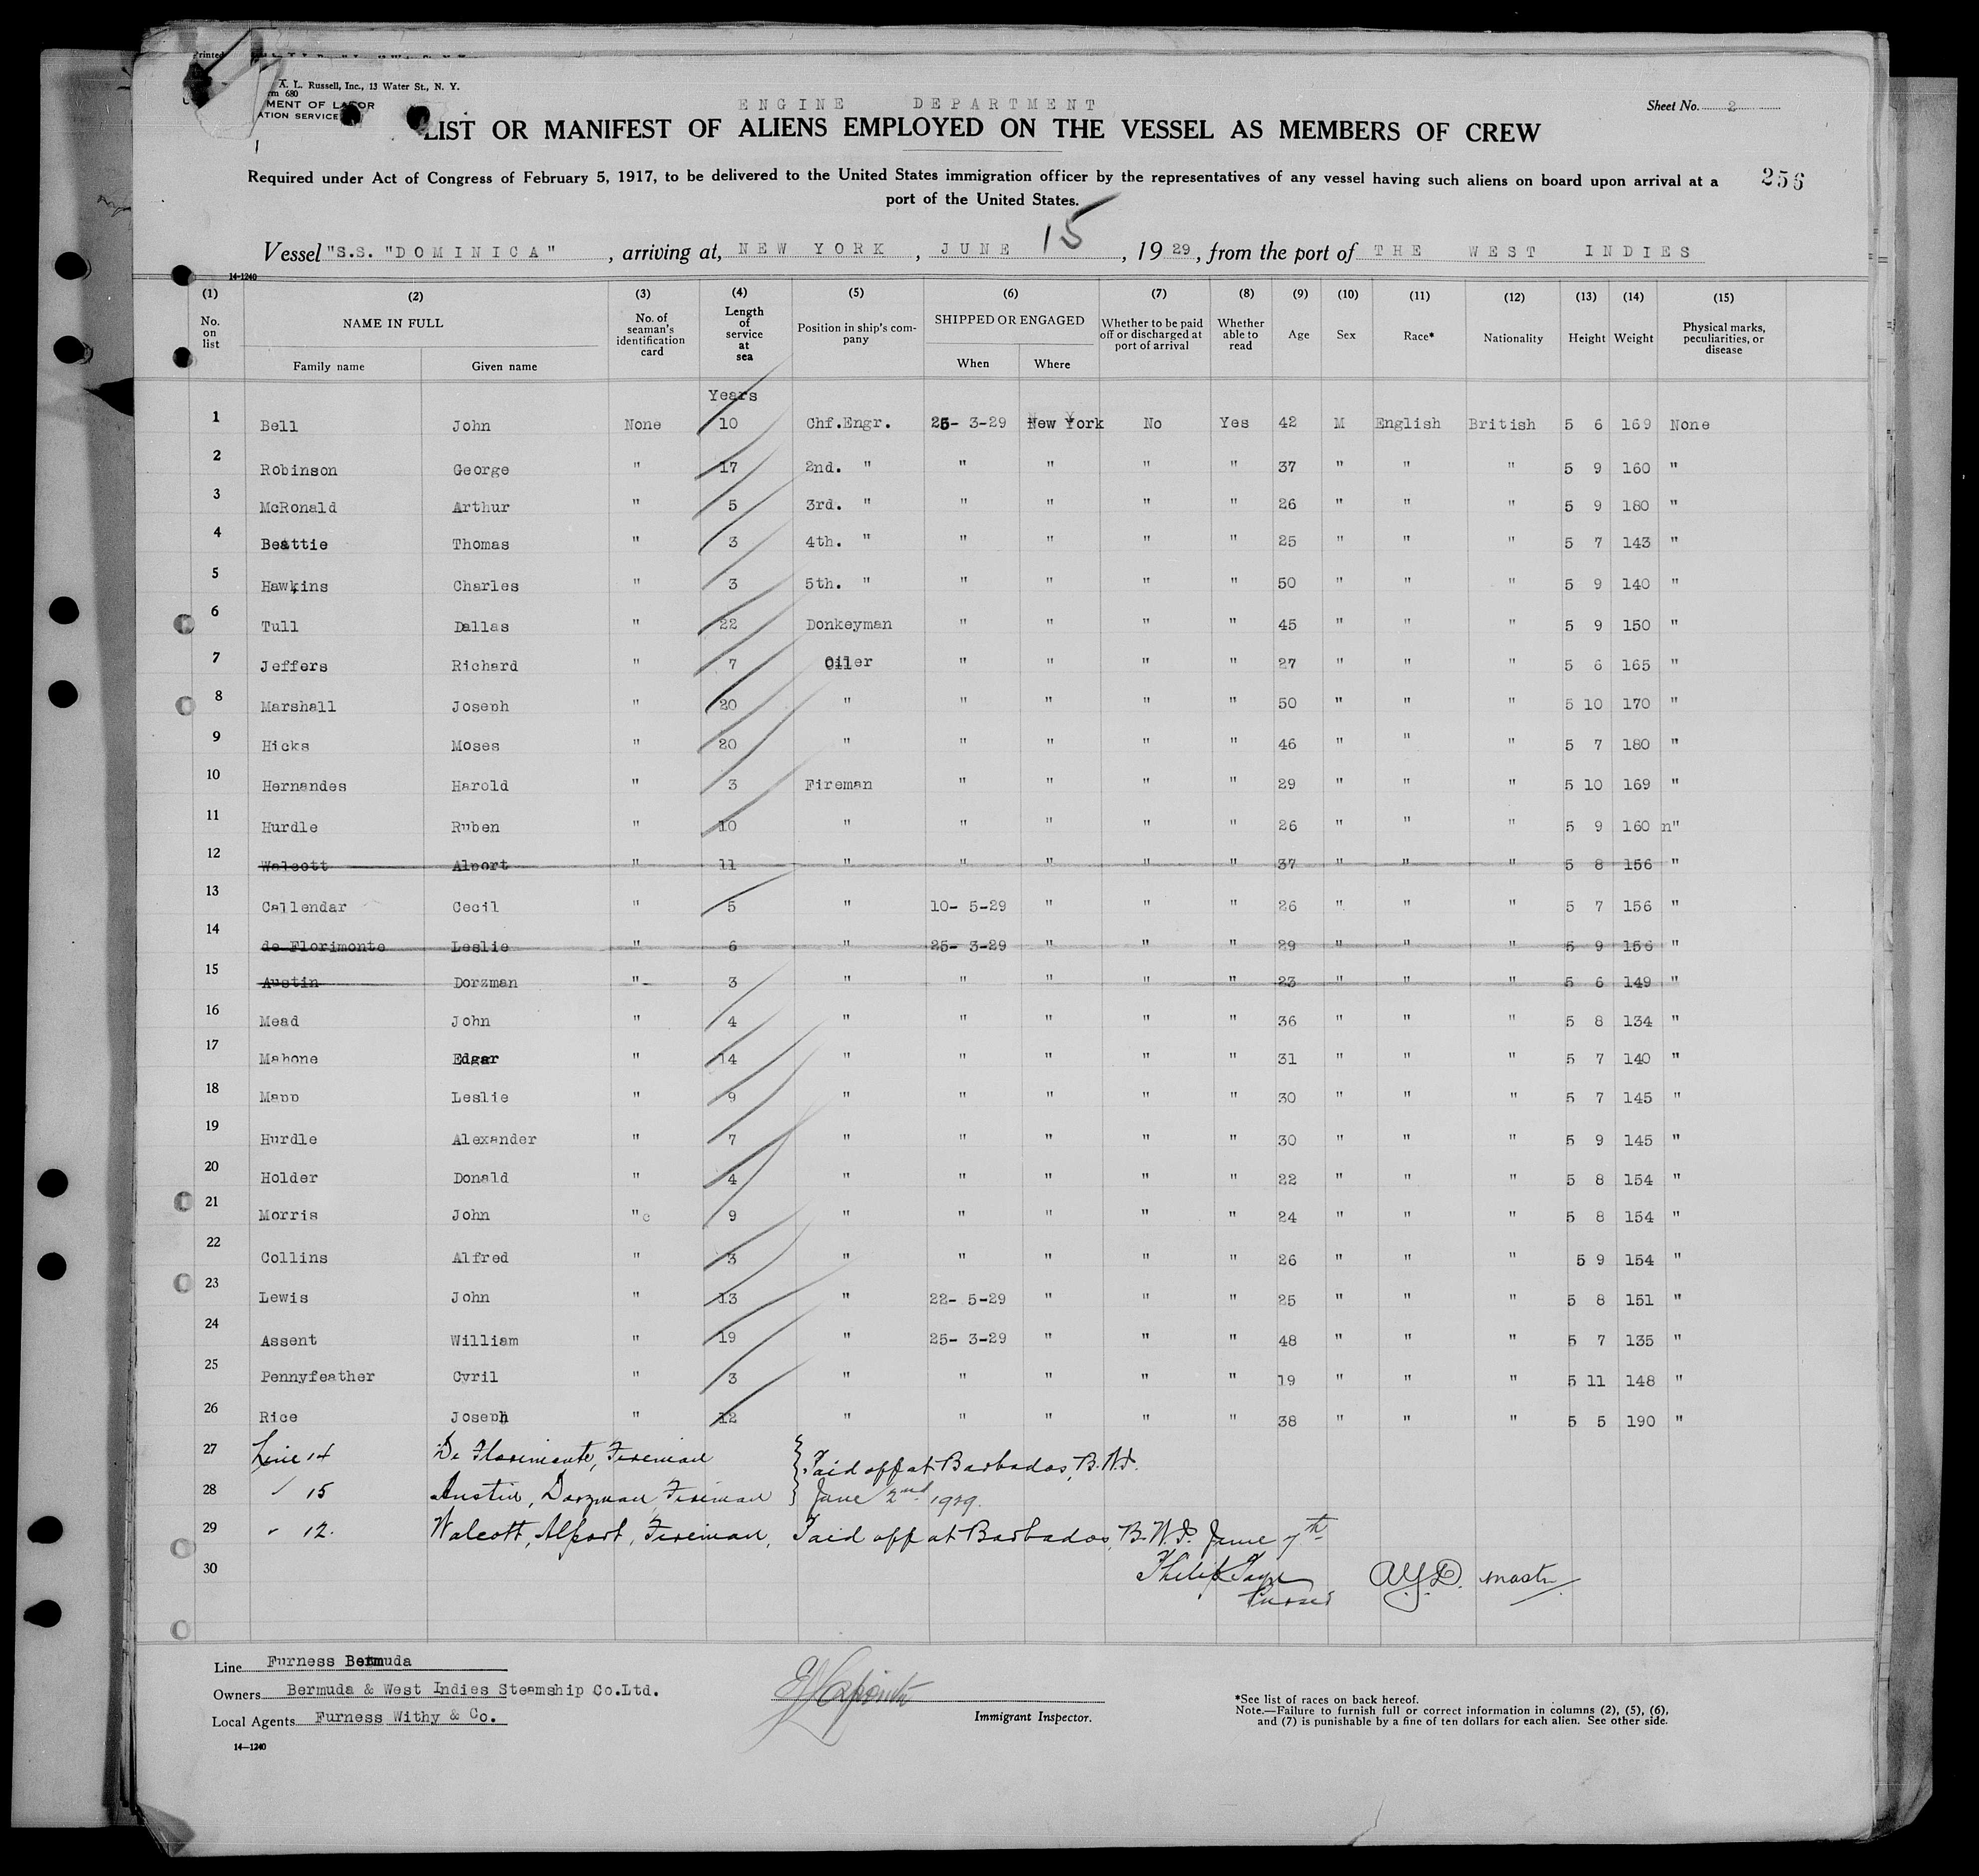 Printed
A. L. Russell, Inc., 13 Water St., N. Y.
rm 680
MENT OF LABOR
ATION SERVICE
ENGINE DEPARTMENT
Sheet No. 2
LIST OR MANIFEST OF ALIENS EMPLOYED ON THE VESSEL AS MEMBERS OF CREW
Required under Act of Congress of February 5, 1917, to be delivered to the United States immigration officer by the representatives of any vessel having such aliens on board upon arrival at a
port of the United States.
256
Vessel "S.S. "DOMINICA" , arriving at, NEW YORK , JUNE 15 , 19 29, from the port of THE WEST INDIES
14-1240
(1) (2) (3) (4) (5) (6) (7) (8) (9) (10) (11) (12) (13) (14) (15)
No. on list NAME IN FULL Family name Given name No. of seaman's identification card Length of service at sea Position in ship's company SHIPPED OR ENGAGED When Where Whether to be paid off or discharged at port of arrival Whether able to read Age Sex Race* Nationality Height Weight Physical marks, peculiarities, or disease
Years
1 Bell John None 10 Chf.Engr. 25- 3-29 New York No Yes 42 M English British 5 6 169 None
2 Robinson George " 17 2nd. " " " " " 37 " " " 5 9 160 "
3 McRonald Arthur " 5 3rd. " " " " " 26 " " " 5 9 180 "
4 Beattie Thomas " 3 4th. " " " " " 25 " " " 5 7 143 "
5 Hawkins Charles " 3 5th. " " " " " 50 " " " 5 9 140 "
6 Tull Dallas " 22 Donkeyman " " " " 45 " " " 5 9 150 "
7 Jeffers Richard " 7 Oiler " " " " 27 " " " 5 6 165 "
8 Marshall Joseph " 20 " " " " " 50 " " " 5 10 170 "
9 Hicks Moses " 20 " " " " " 46 " " " 5 7 180 "
10 Hernandes Harold " 3 Fireman " " " " 29 " " " 5 10 169 "
11 Hurdle Ruben " 10 " " " " " 26 " " " 5 9 160 n"
12 Walcott Alport " 11 " " " " " 37 " " " 5 8 156 "
13 Callendar Cecil " 5 " 10- 5-29 " " " 26 " " " 5 7 156 "
14 de Florimonte Leslie " 6 " 25- 3-29 " " " 29 " " " 5 9 156 "
15 Austin Dorzman " 3 " " " " " 23 " " " 5 6 149 "
16 Mead John " 4 " " " " " 36 " " " 5 8 134 "
17 Mahone Edgar " 14 " " " " " 31 " " " 5 7 140 "
18 Mapp Leslie " 9 " " " " " 30 " " " 5 7 145 "
19 Hurdle Alexander " 7 " " " " " 30 " " " 5 9 145 "
20 Holder Donald " 4 " " " " " 22 " " " 5 8 154 "
21 Morris John "c 9 " " " " " 24 " " " 5 8 154 "
22 Collins Alfred " 3 " " " " " 26 " " " 5 9 154 "
23 Lewis John " 13 " 22- 5-29 " " " 25 " " " 5 8 151 "
24 Assent William " 19 " 25- 3-29 " " " 48 " " " 5 7 135 "
25 Pennyfeather Cyril " 3 " " " " " 19 " " " 5 11 148 "
26 Rice Joseph " 12 " " " " " 38 " " " 5 5 190 "
27 Line 14 De Florimonte, Fireman } Paid off at Barbados, B.W.I.
28 " 15 Austin, Dorzman, Fireman } June 2nd 1929.
29 " 12. Walcott, Alport, Fireman, Paid off at Barbados, B.W.I. June 7th
30 Purser master
Line Furness Bermuda
Owners Bermuda & West Indies Steamship Co.Ltd.
Local Agents Furness Withy & Co.
14—1240
Immigrant Inspector.
*See list of races on back hereof.
Note.—Failure to furnish full or correct information in columns (2), (5), (6),
and (7) is punishable by a fine of ten dollars for each alien. See other side.